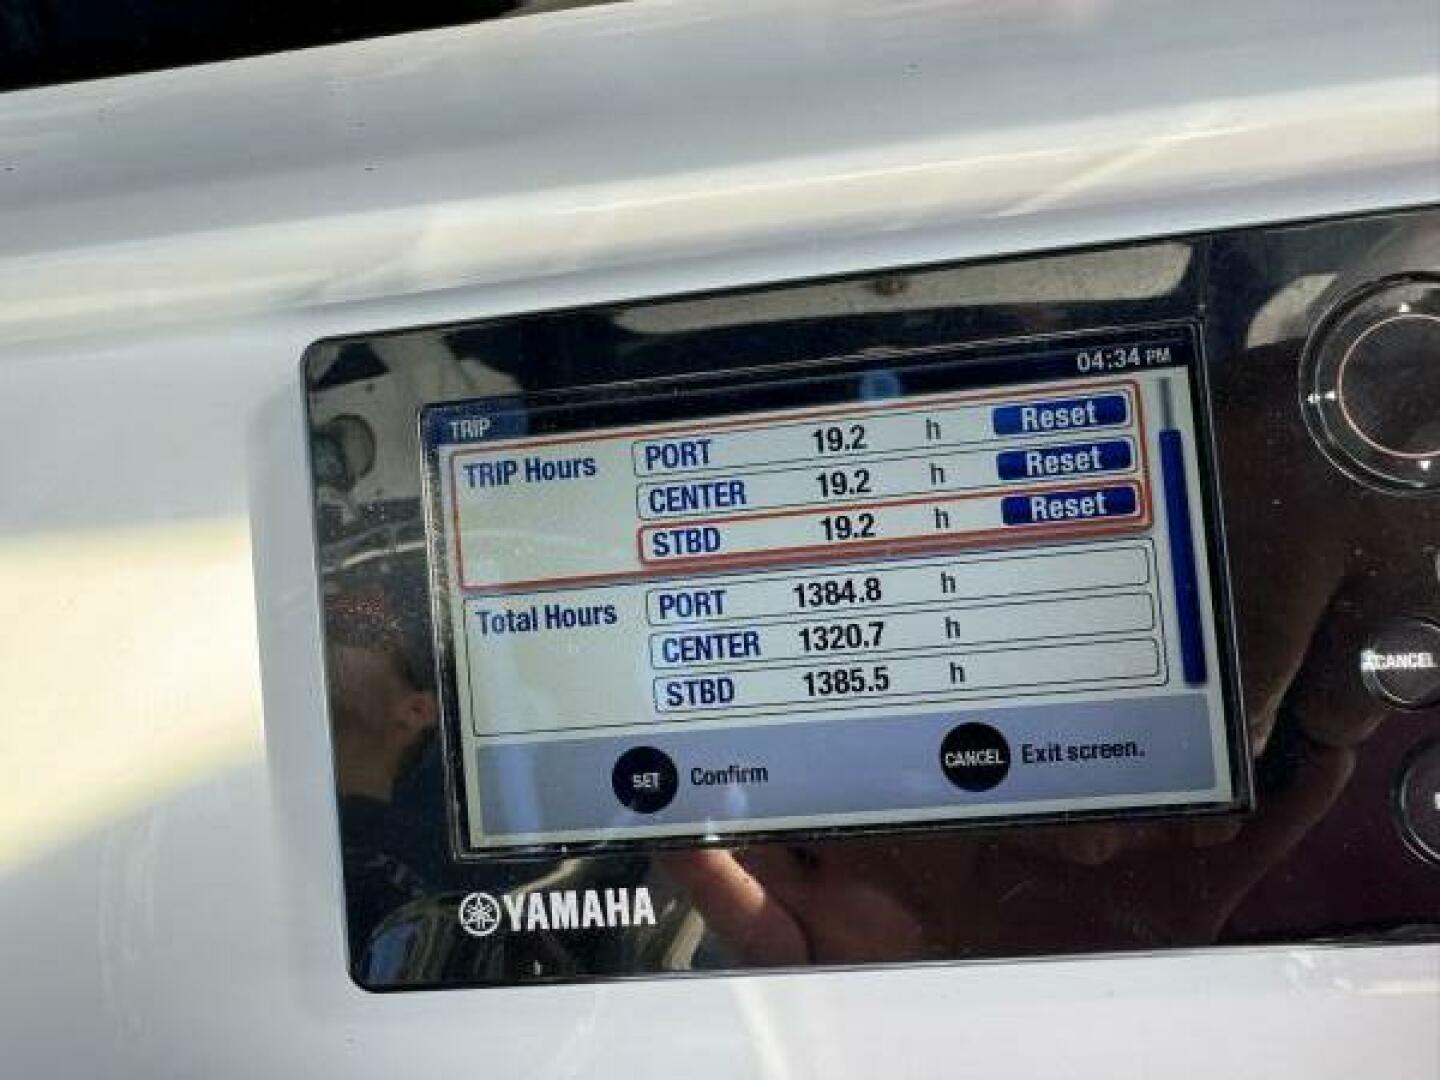 04:34 PM
TRIP
TRIP Hours PORT 19.2 h Reset
CENTER 19.2 h Reset
STBD 19.2 h Reset
Total Hours PORT 1384.8 h
CENTER 1320.7 h
STBD 1385.5 h
SET Confirm CANCEL Exit screen.
CANCEL
YAMAHA